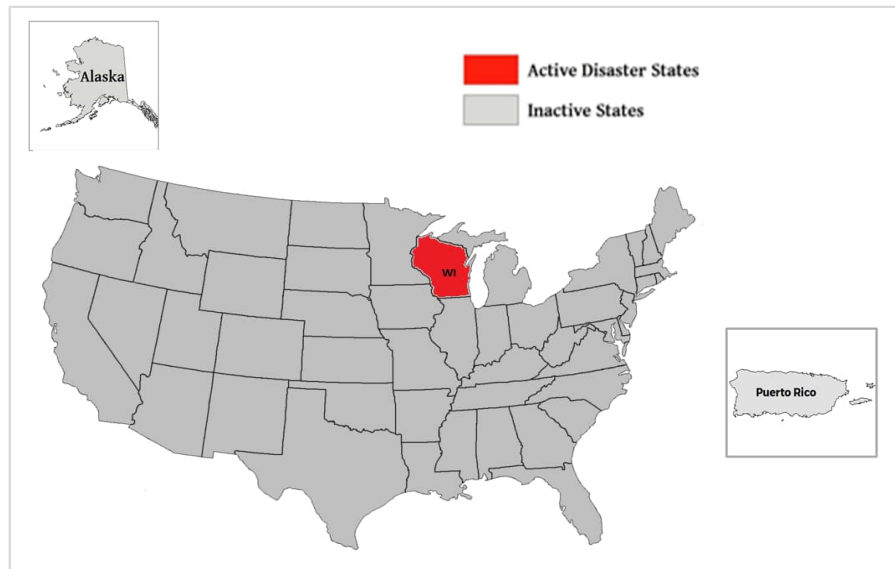 Alaska
Active Disaster States
Inactive States
WI
Puerto Rico